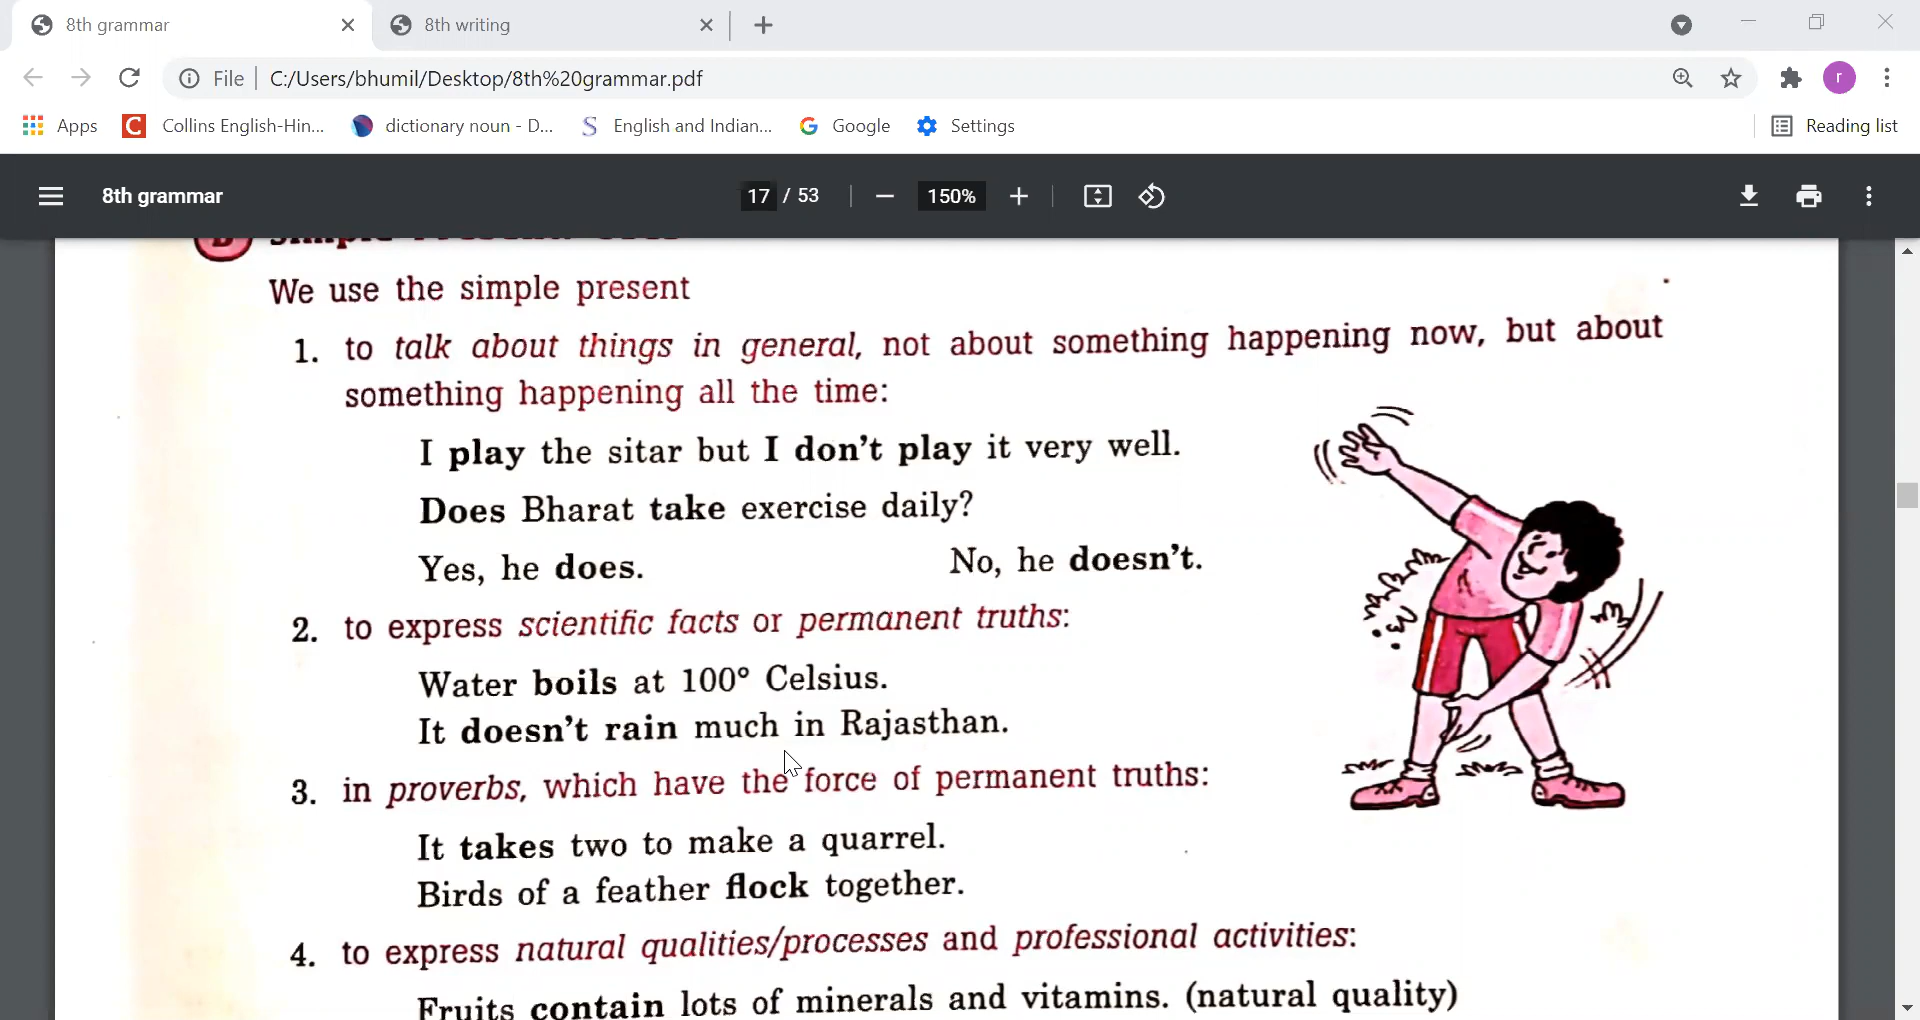 8th grammar
8th writing
File
C:/Users/bhumil/Desktop/8th%20grammar.pdf
r
Apps
Collins English-Hin...
dictionary noun - D...
English and Indian...
Google
Settings
Reading list
8th grammar
17 / 53
150%
We use the simple present
1. to talk about things in general, not about something happening now, but about
something happening all the time:
I play the sitar but I don't play it very well.
Does Bharat take exercise daily?
Yes, he does. No, he doesn't.
2. to express scientific facts or permanent truths:
Water boils at 100° Celsius.
It doesn't rain much in Rajasthan.
3. in proverbs, which have the force of permanent truths:
It takes two to make a quarrel.
Birds of a feather flock together.
4. to express natural qualities/processes and professional activities:
Fruits contain lots of minerals and vitamins. (natural quality)